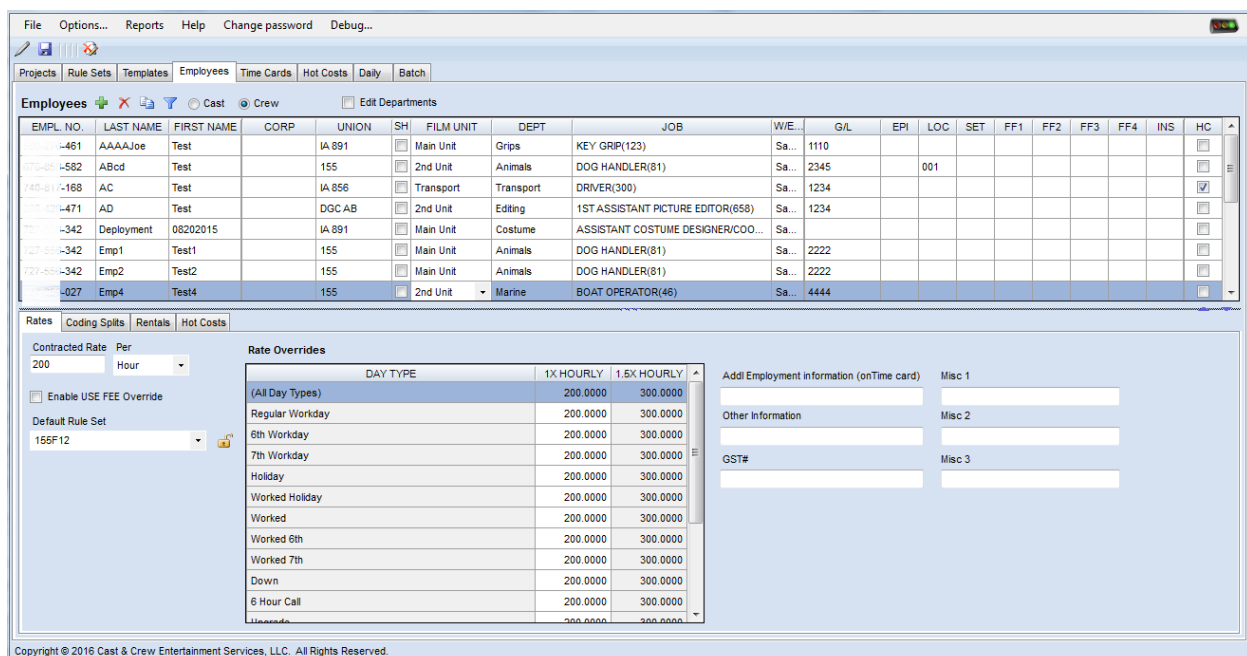 File Options... Reports Help Change password Debug...
Projects Rule Sets Templates Employees Time Cards Hot Costs Daily Batch
Employees Cast Crew Edit Departments
EMPL. NO. LAST NAME FIRST NAME CORP UNION SH FILM UNIT DEPT JOB W/E... G/L EPI LOC SET FF1 FF2 FF3 FF4 INS HC
-461 AAAAJoe Test IA 891 Main Unit Grips KEY GRIP(123) Sa... 1110
-582 ABcd Test 155 2nd Unit Animals DOG HANDLER(81) Sa... 2345 001
-168 AC Test IA 856 Transport Transport DRIVER(300) Sa... 1234
-471 AD Test DGC AB 2nd Unit Editing 1ST ASSISTANT PICTURE EDITOR(658) Sa... 1234
-342 Deployment 08202015 IA 891 Main Unit Costume ASSISTANT COSTUME DESIGNER/COO... Sa...
-342 Emp1 Test1 155 Main Unit Animals DOG HANDLER(81) Sa... 2222
-342 Emp2 Test2 155 Main Unit Animals DOG HANDLER(81) Sa... 2222
-027 Emp4 Test4 155 2nd Unit Marine BOAT OPERATOR(46) Sa... 4444
Rates Coding Splits Rentals Hot Costs
Contracted Rate Per
200 Hour
Enable USE FEE Override
Default Rule Set
155F12
Rate Overrides
DAY TYPE 1X HOURLY 1.5X HOURLY
(All Day Types) 200.0000 300.0000
Regular Workday 200.0000 300.0000
6th Workday 200.0000 300.0000
7th Workday 200.0000 300.0000
Holiday 200.0000 300.0000
Worked Holiday 200.0000 300.0000
Worked 200.0000 300.0000
Worked 6th 200.0000 300.0000
Worked 7th 200.0000 300.0000
Down 200.0000 300.0000
6 Hour Call 200.0000 300.0000
Upgrade 200.0000 300.0000
Addl Employment information (onTime card) Misc 1
Other Information Misc 2
GST# Misc 3
Copyright © 2016 Cast & Crew Entertainment Services, LLC. All Rights Reserved.